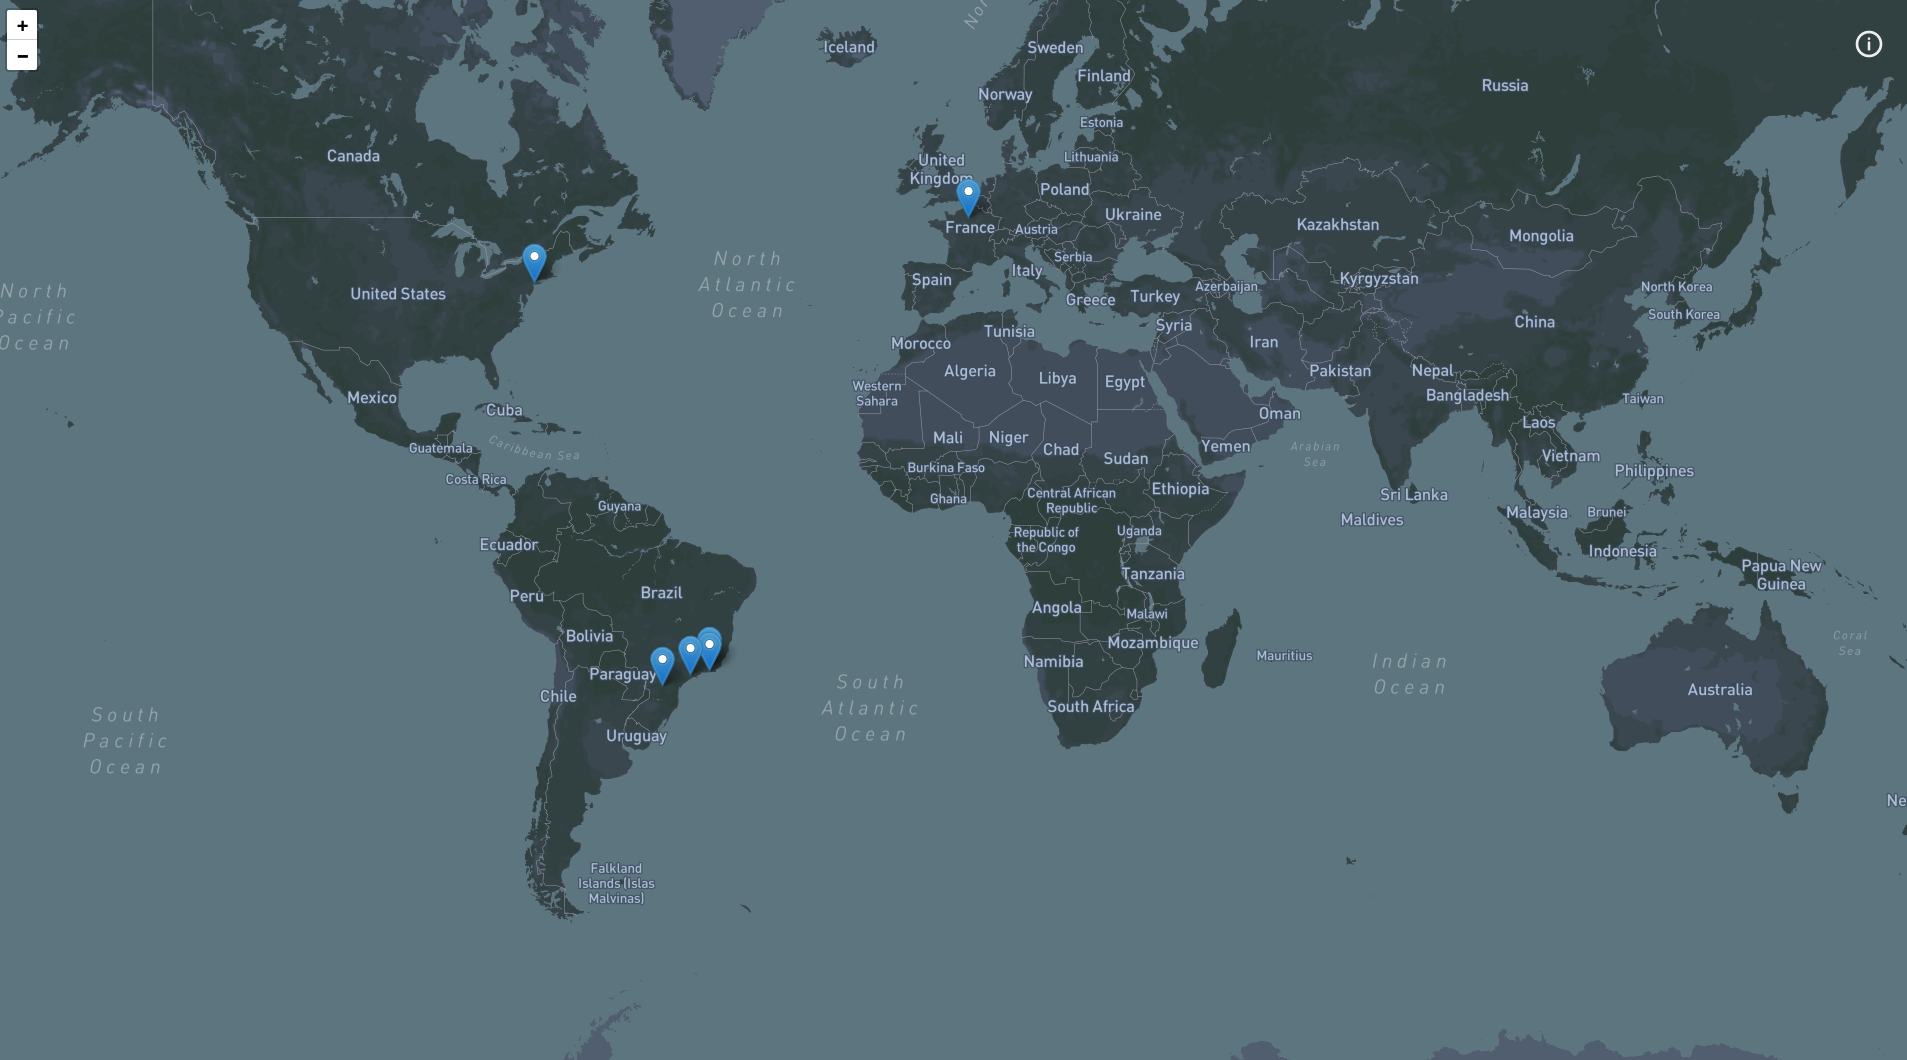 +
−
Iceland
Nor
Sweden
Finland
Russia
Norway
Estonia
Canada
United
Kingdom
Lithuania
Poland
Ukraine
France
Austria
Kazakhstan
Mongolia
Serbia
Italy
North
Atlantic
Ocean
Spain
Kyrgyzstan
North
Pacific
Ocean
United States
Greece
Turkey
Azerbaijan
North Korea
South Korea
China
Tunisia
Syria
Morocco
Iran
Algeria
Libya
Egypt
Pakistan
Nepal
Western
Sahara
Bangladesh
Mexico
Taiwan
Cuba
Oman
Laos
Guatemala
Caribbean Sea
Mali
Niger
Chad
Yemen
Arabian
Sea
Vietnam
Burkina Faso
Sudan
Philippines
Costa Rica
Ghana
Central African
Republic
Ethiopia
Sri Lanka
Guyana
Maldives
Malaysia
Brunei
Ecuador
Republic of
the Congo
Uganda
Indonesia
Papua New
Guinea
Tanzania
Brazil
Peru
Angola
Malawi
Bolivia
Mozambique
Coral
Sea
Mauritius
Namibia
Indian
Ocean
Paraguay
Chile
South
Atlantic
Ocean
Australia
South Africa
South
Pacific
Ocean
Uruguay
Ne
Falkland
Islands (Islas
Malvinas)